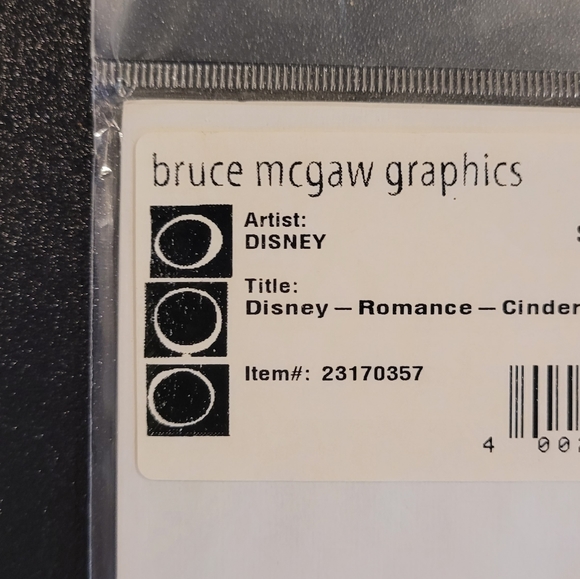 bruce mcgaw graphics
Artist:
DISNEY
Title:
Disney — Romance — Cinder
Item#: 23170357
4 00